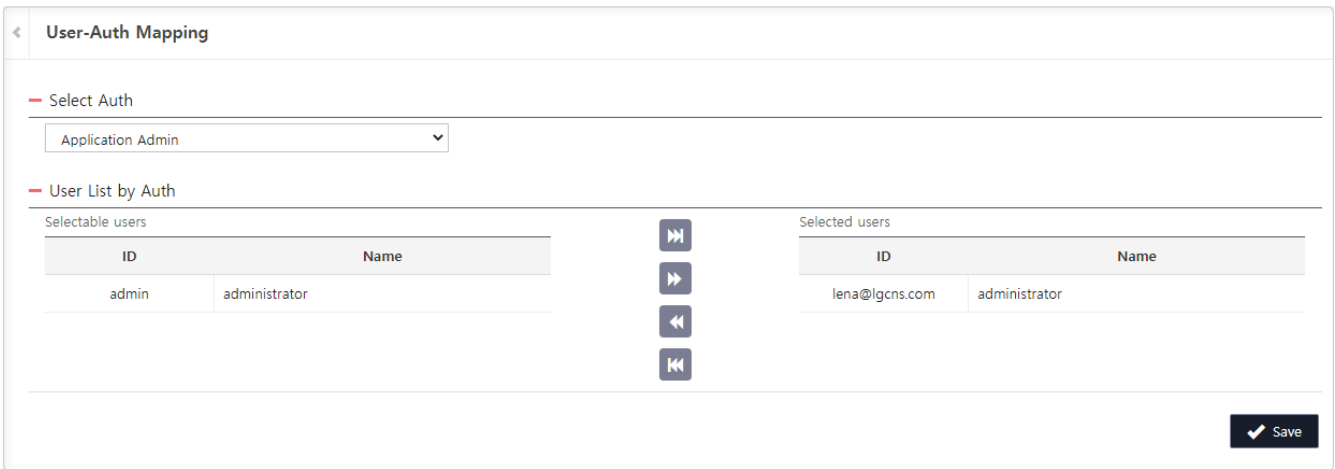 User-Auth Mapping
Select Auth
Application Admin
User List by Auth
Selectable users
ID Name
admin administrator
Selected users
ID Name
lena@lgcns.com administrator
Save